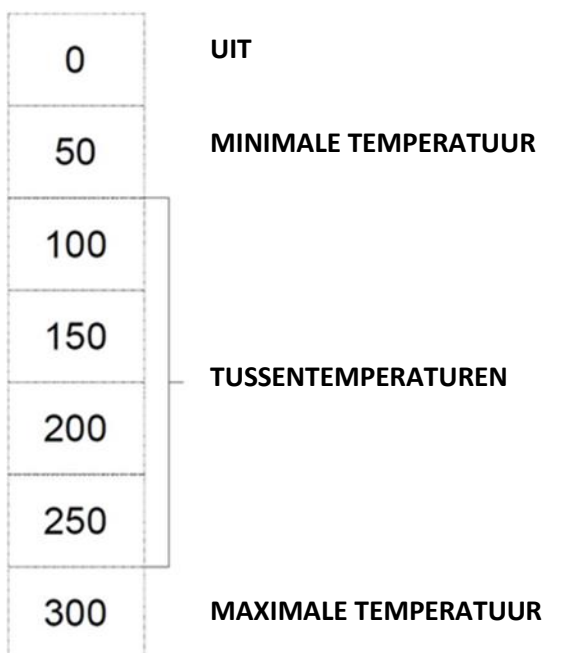 0 UIT
50 MINIMALE TEMPERATUUR
100
150
TUSSENTEMPERATUREN
200
250
300 MAXIMALE TEMPERATUUR